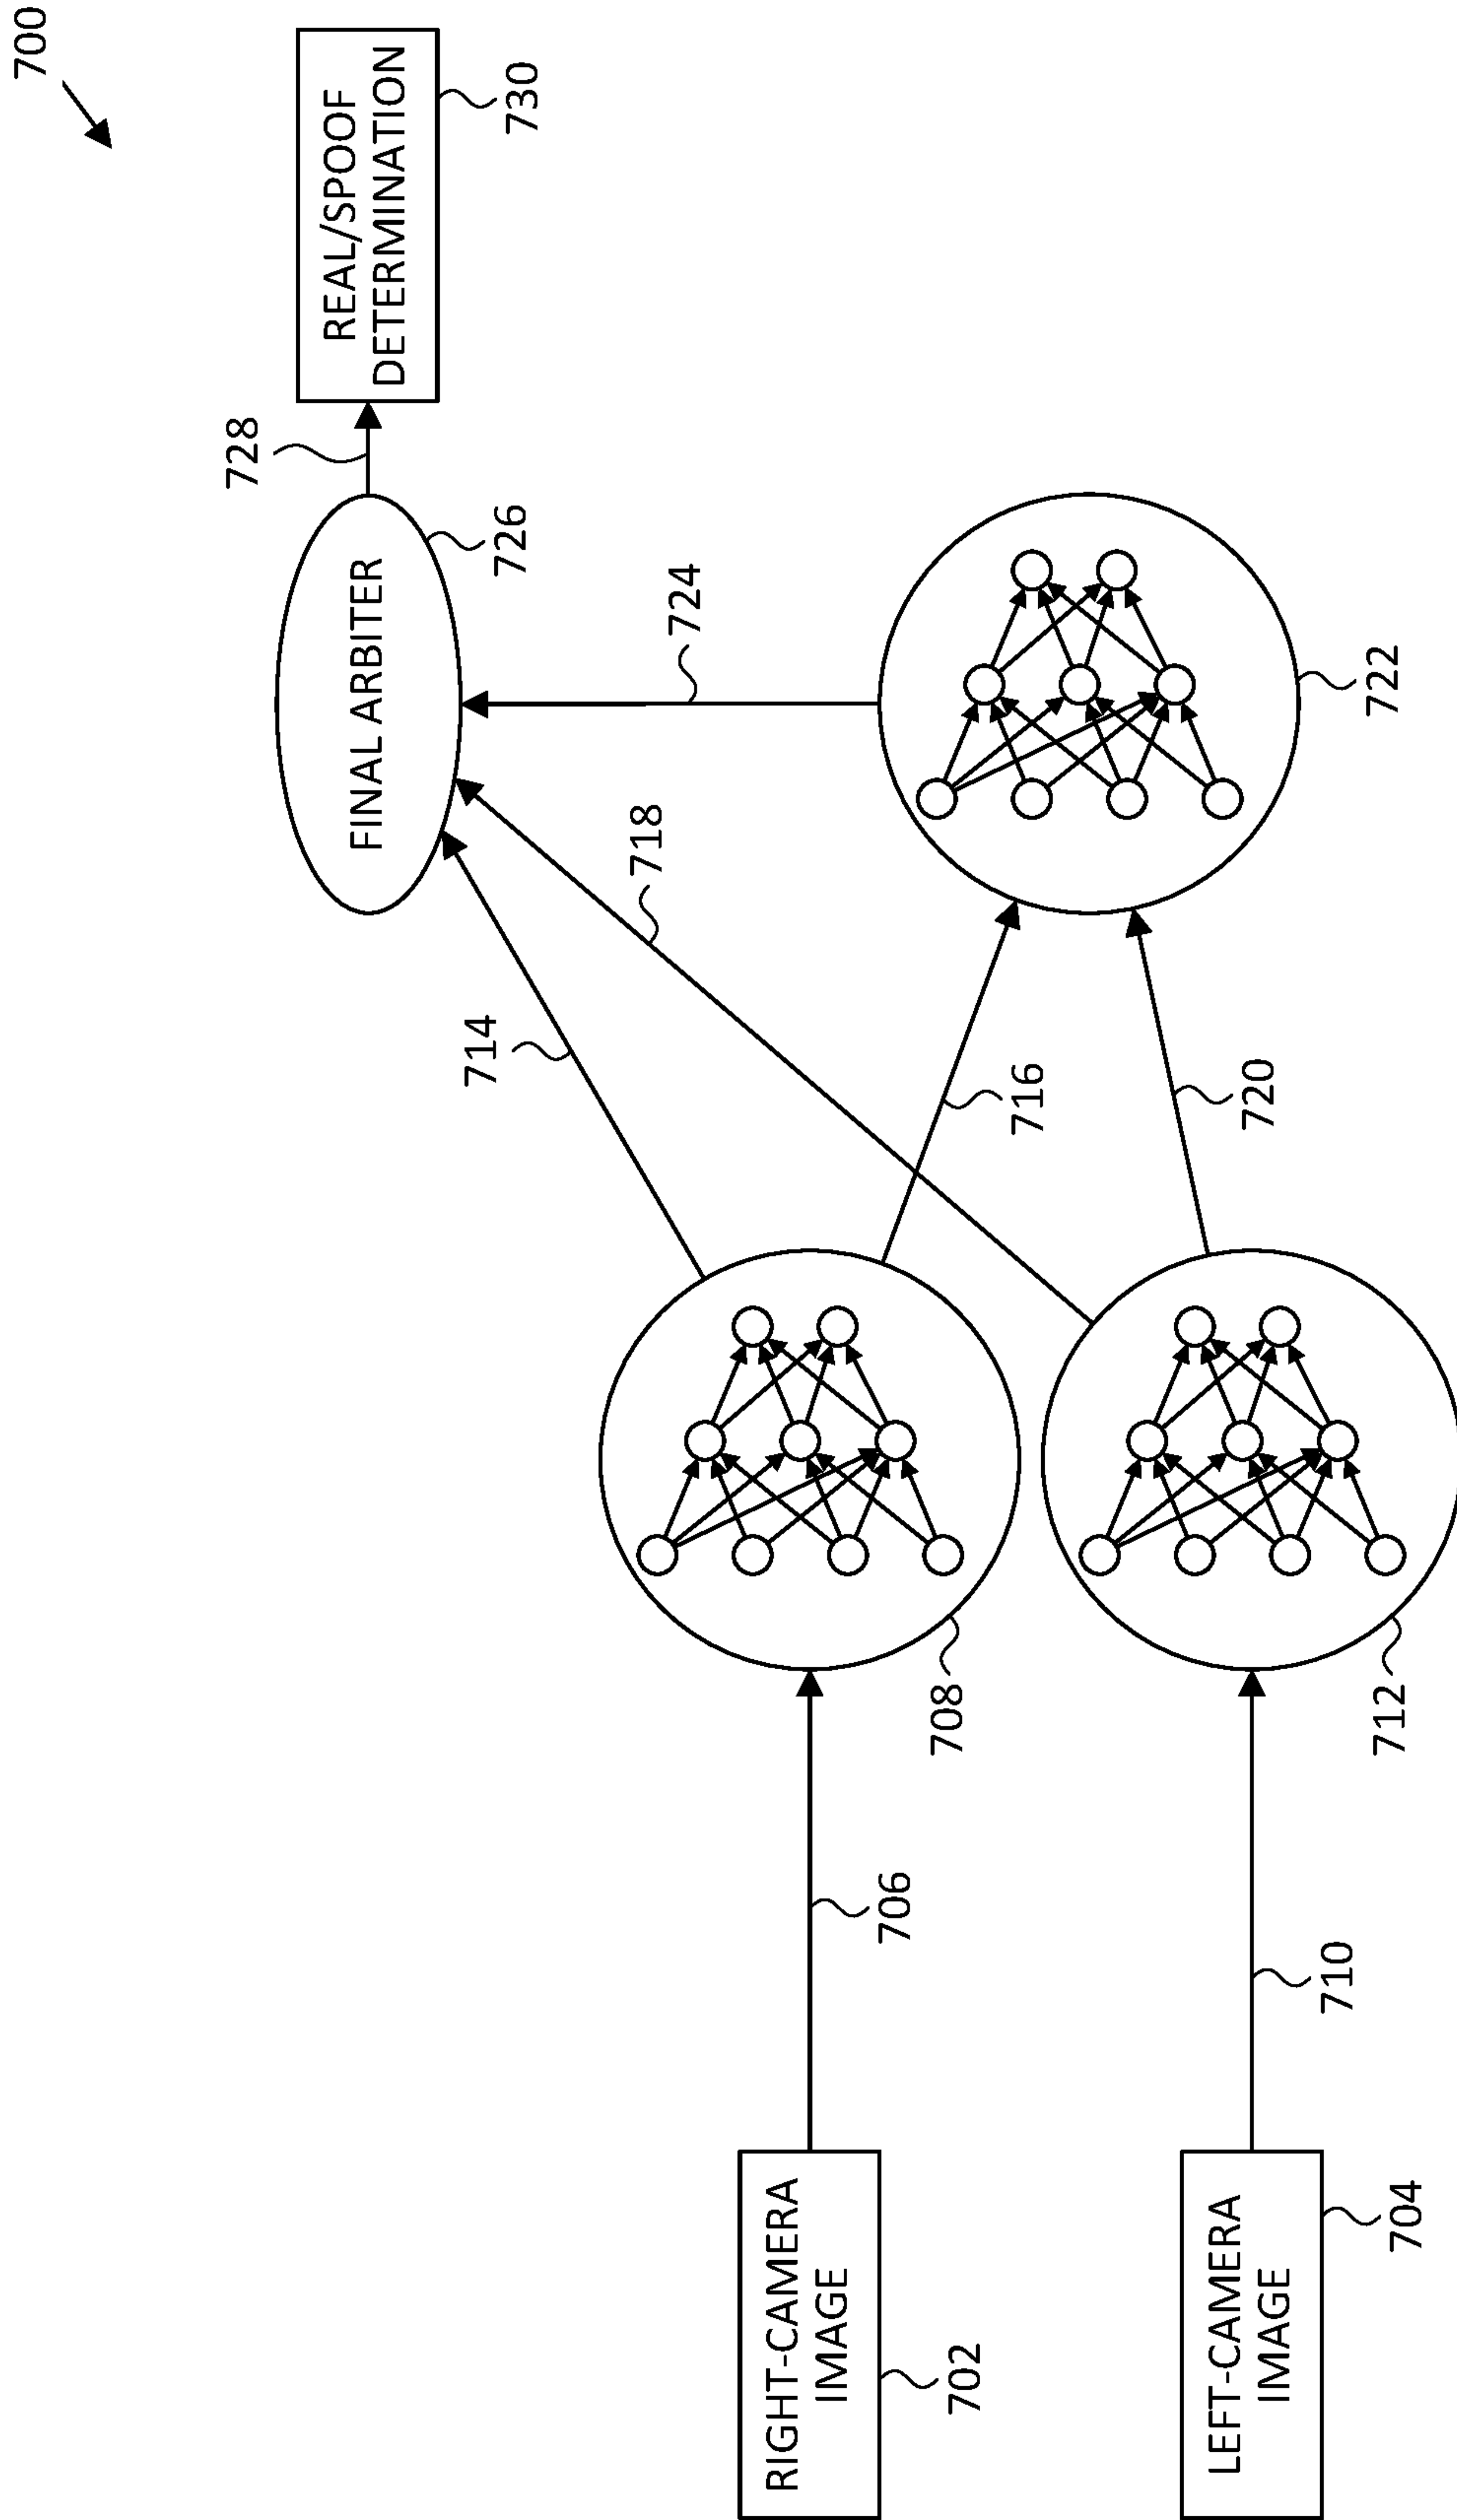 700
REAL/SPOOF
DETERMINATION
730
728
FINAL ARBITER
726
724
722
718
714
716
720
708
712
706
710
RIGHT-CAMERA
IMAGE
702
LEFT-CAMERA
IMAGE
704